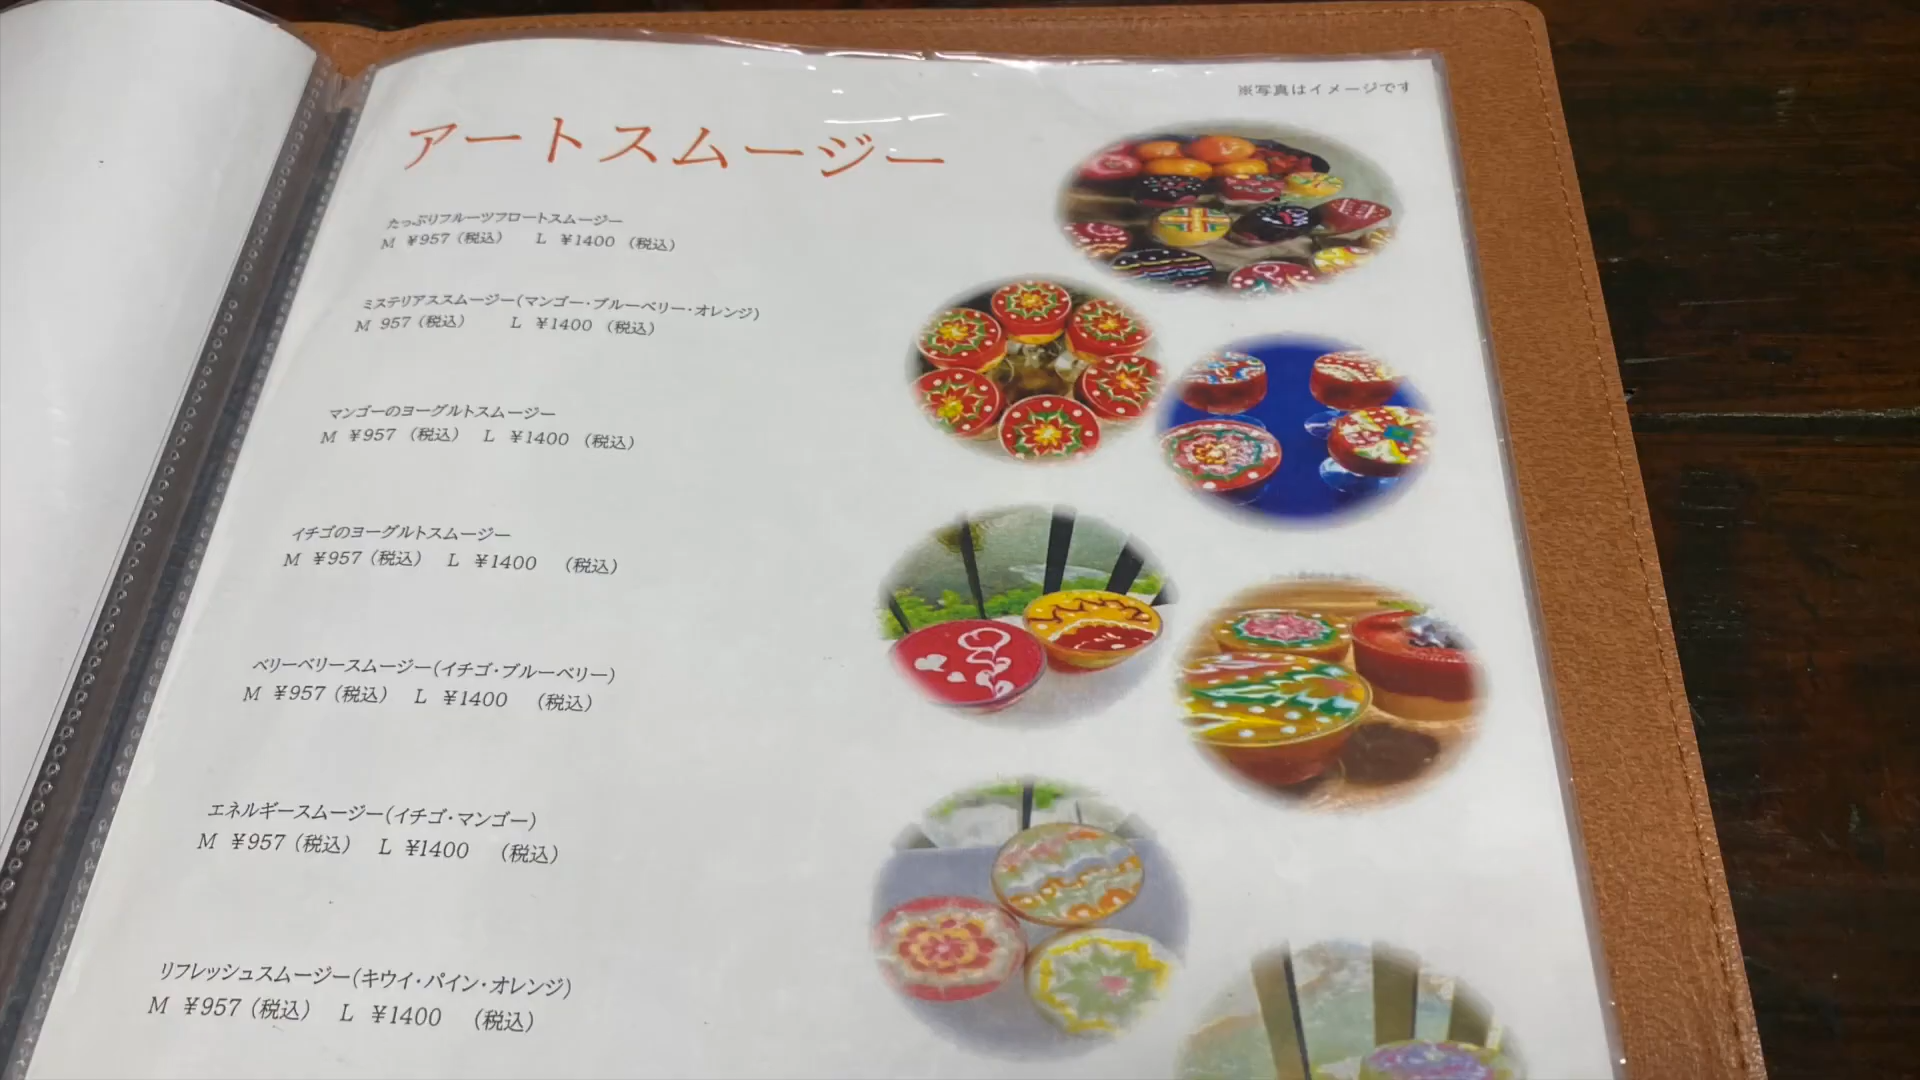 ※写真はイメージです
アートスムージー
たっぷりフルーツフロートスムージー
M ¥957（税込） L ¥1400（税込）
ミステリアススムージー（マンゴー・ブルーベリー・オレンジ）
M 957（税込） L ¥1400（税込）
マンゴーのヨーグルトスムージー
M ¥957（税込） L ¥1400（税込）
イチゴのヨーグルトスムージー
M ¥957（税込） L ¥1400（税込）
ベリーベリースムージー（イチゴ・ブルーベリー）
M ¥957（税込） L ¥1400（税込）
エネルギースムージー（イチゴ・マンゴー）
M ¥957（税込） L ¥1400（税込）
リフレッシュスムージー（キウイ・パイン・オレンジ）
M ¥957（税込） L ¥1400（税込）